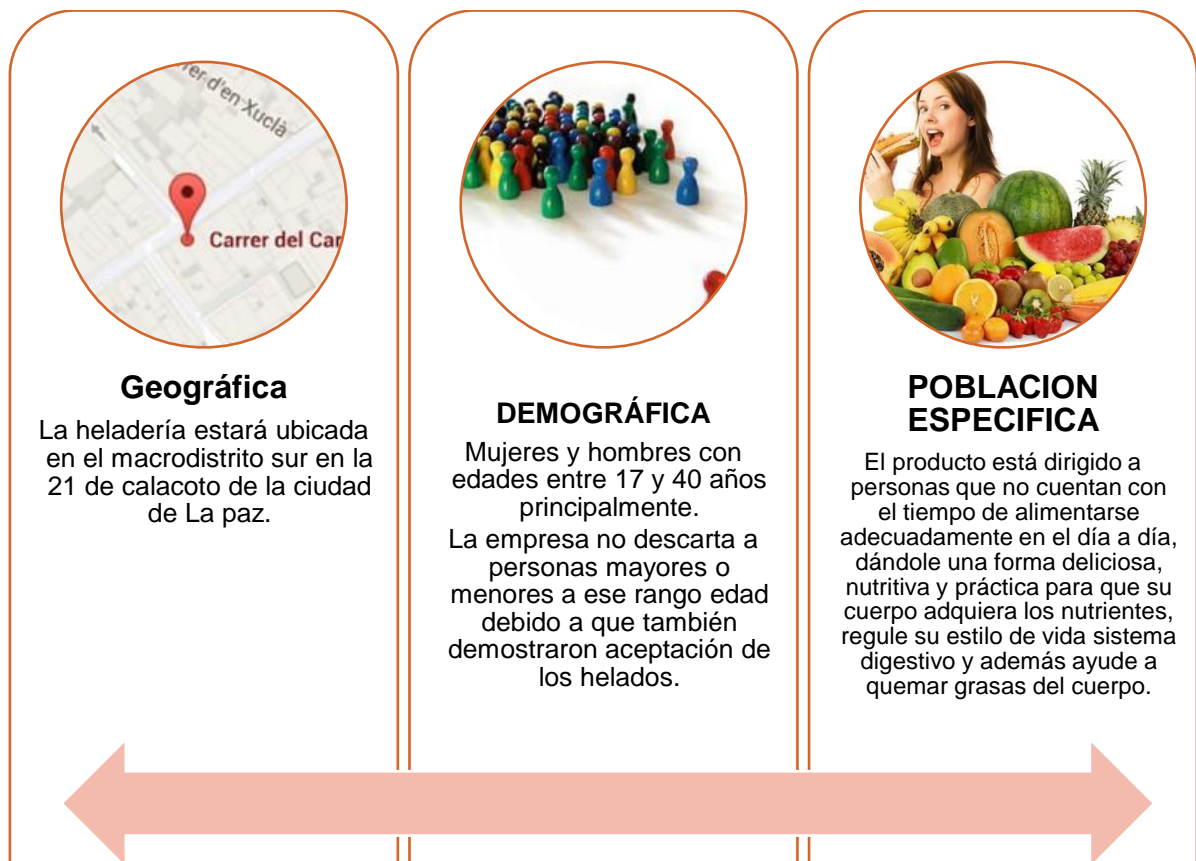 rer d'en Xuclà
Carrer del Car
Geográfica
La heladería estará ubicada
en el macrodistrito sur en la
21 de calacoto de la ciudad
de La paz.
DEMOGRÁFICA
Mujeres y hombres con
edades entre 17 y 40 años
principalmente.
La empresa no descarta a
personas mayores o
menores a ese rango edad
debido a que también
demostraron aceptación de
los helados.
POBLACION
ESPECIFICA
El producto está dirigido a
personas que no cuentan con
el tiempo de alimentarse
adecuadamente en el día a día,
dándole una forma deliciosa,
nutritiva y práctica para que su
cuerpo adquiera los nutrientes,
regule su estilo de vida sistema
digestivo y además ayude a
quemar grasas del cuerpo.